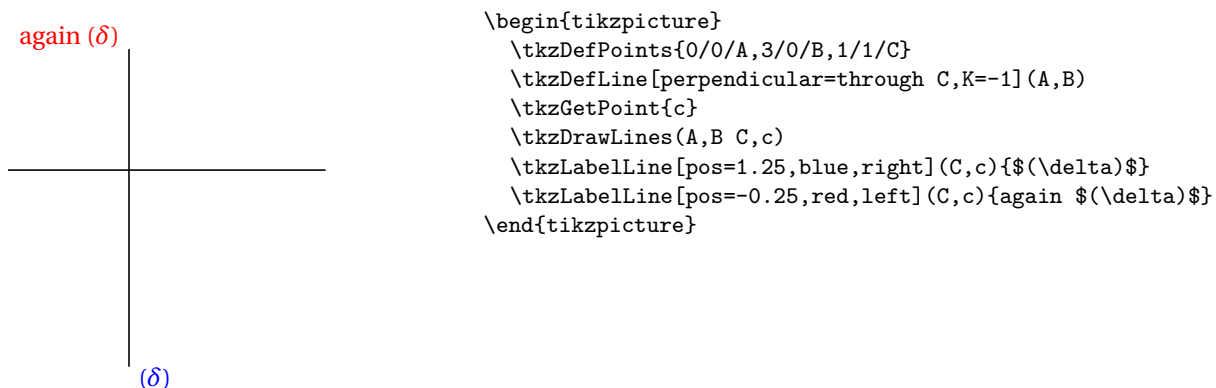 again (δ)
(δ)
\begin{tikzpicture}
  \tkzDefPoints{0/0/A,3/0/B,1/1/C}
  \tkzDefLine[perpendicular=through C,K=-1](A,B)
  \tkzGetPoint{c}
  \tkzDrawLines(A,B C,c)
  \tkzLabelLine[pos=1.25,blue,right](C,c){$(\delta)$}
  \tkzLabelLine[pos=-0.25,red,left](C,c){again $(\delta)$}
\end{tikzpicture}